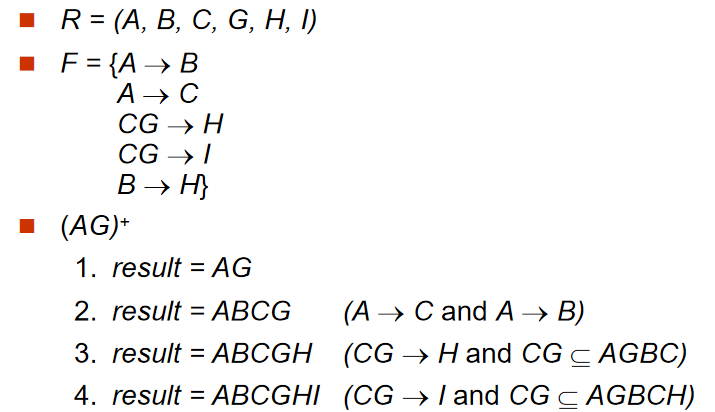 R = (A, B, C, G, H, I)
F = {A → B
A → C
CG → H
CG → I
B → H}
(AG)⁺
1. result = AG
2. result = ABCG (A → C and A → B)
3. result = ABCGH (CG → H and CG ⊆ AGBC)
4. result = ABCGHI (CG → I and CG ⊆ AGBCH)